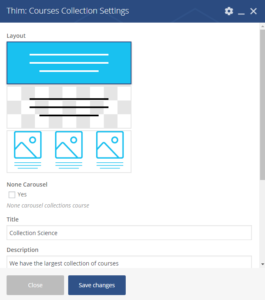 Thim: Courses Collection Settings
Layout
None Carousel
Yes
None carousel collections course
Title
Collection Science
Description
We have the largest collection of courses
Close
Save changes